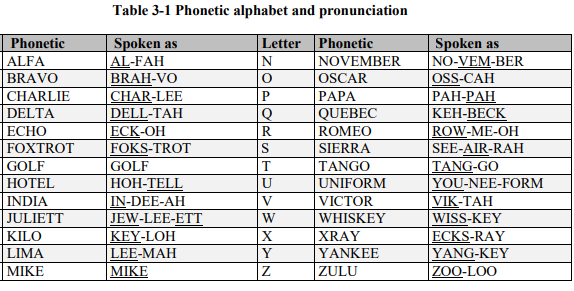 Table 3-1 Phonetic alphabet and pronunciation
Phonetic Spoken as Letter Phonetic Spoken as
ALFA AL-FAH N NOVEMBER NO-VEM-BER
BRAVO BRAH-VO O OSCAR OSS-CAH
CHARLIE CHAR-LEE P PAPA PAH-PAH
DELTA DELL-TAH Q QUEBEC KEH-BECK
ECHO ECK-OH R ROMEO ROW-ME-OH
FOXTROT FOKS-TROT S SIERRA SEE-AIR-RAH
GOLF GOLF T TANGO TANG-GO
HOTEL HOH-TELL U UNIFORM YOU-NEE-FORM
INDIA IN-DEE-AH V VICTOR VIK-TAH
JULIETT JEW-LEE-ETT W WHISKEY WISS-KEY
KILO KEY-LOH X XRAY ECKS-RAY
LIMA LEE-MAH Y YANKEE YANG-KEY
MIKE MIKE Z ZULU ZOO-LOO